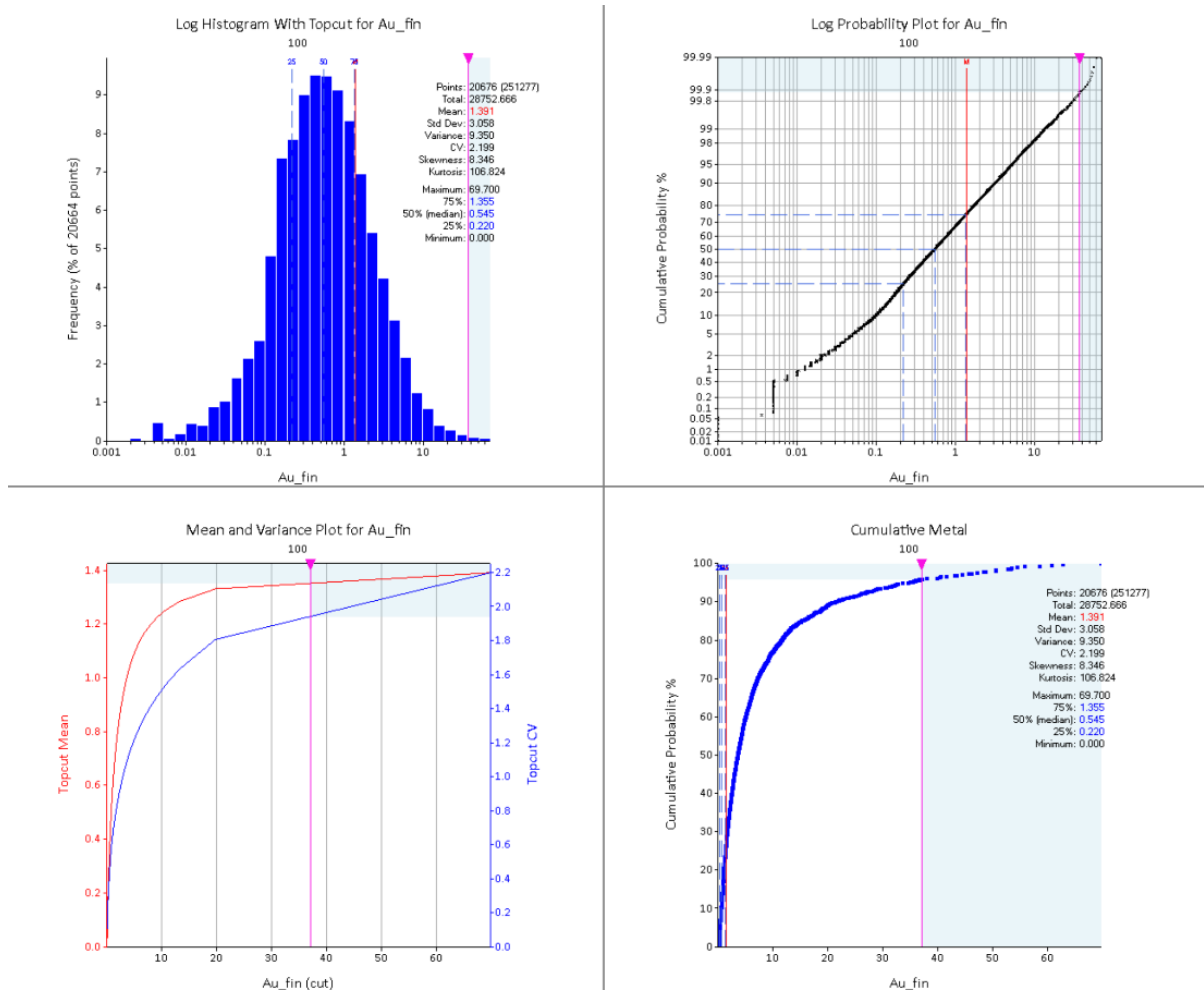 Log Histogram With Topcut for Au_fin
100
25
50
Points: 20676 (251277)
Total: 28752.666
Mean: 1.391
Std Dev: 3.058
Variance: 9.350
CV: 2.199
Skewness: 8.346
Kurtosis: 106.824
Maximum: 69.700
75%: 1.355
50% (median): 0.545
25%: 0.220
Minimum: 0.000
Frequency (% of 20664 points)
9
8
7
6
5
4
3
2
1
0
0.001
0.01
0.1
1
10
Au_fin
Log Probability Plot for Au_fin
100
Cumulative Probability %
99.99
99.9
99.8
99
98
95
90
80
70
60
50
40
30
20
10
5
2
1
0.5
0.2
0.1
0.05
0.02
0.01
0.001
0.01
0.1
1
10
Au_fin
Mean and Variance Plot for Au_fin
100
Topcut Mean
1.4
1.2
1.0
0.8
0.6
0.4
0.2
0.0
Topcut CV
2.2
2.0
1.8
1.6
1.4
1.2
1.0
0.8
0.6
0.4
0.2
0.0
10
20
30
40
50
60
Au_fin (cut)
Cumulative Metal
100
Cumulative Probability %
100
90
80
70
60
50
40
30
20
10
0
Points: 20676 (251277)
Total: 28752.666
Mean: 1.391
Std Dev: 3.058
Variance: 9.350
CV: 2.199
Skewness: 8.346
Kurtosis: 106.824
Maximum: 69.700
75%: 1.355
50% (median): 0.545
25%: 0.220
Minimum: 0.000
10
20
30
40
50
60
Au_fin